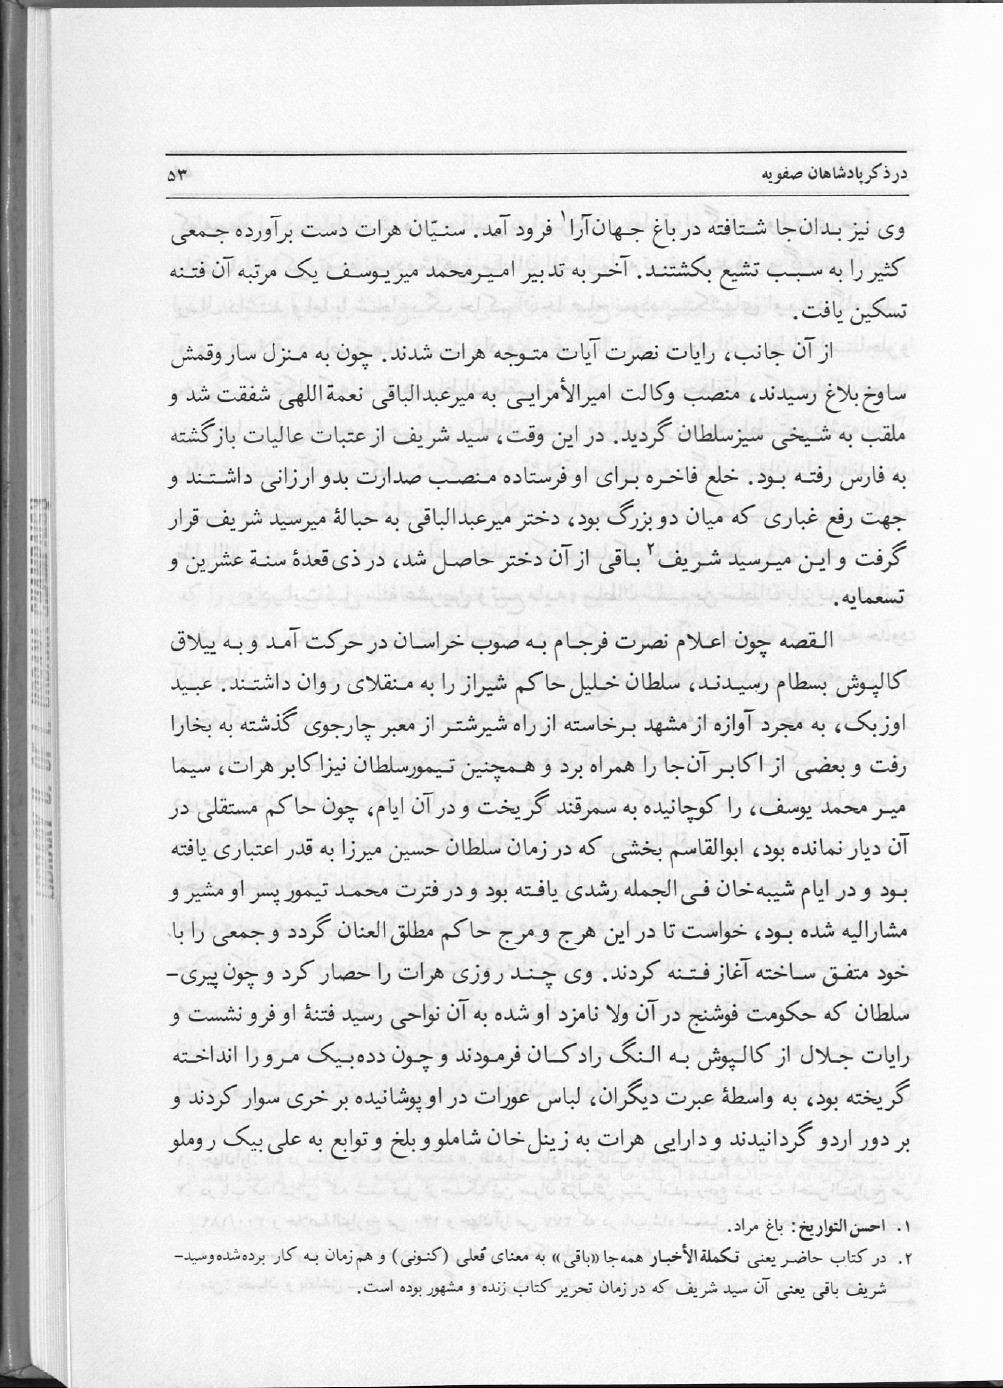 در ذکر پادشاهان صفویه
۵۳
وی نیز بدان‌جا شتافته در باغ جهان‌آرا۱ فرود آمد. سنیّان هرات دست برآورده جمعی
کثیر را به سبب تشیع بکشتند. آخر به تدبیر امیرمحمد میریوسف یک مرتبه آن فتنه
تسکین یافت.
از آن جانب، رایات نصرت آیات متوجه هرات شدند. چون به منزل ساروقمش
ساوخ بلاغ رسیدند، منصب وکالت امیرالأمرایی به میرعبدالباقی نعمة‌اللهی شفقت شد و
ملقب به شیخی سیزسلطان گردید. در این وقت، سید شریف از عتبات عالیات بازگشته
به فارس رفته بود. خلع فاخره برای او فرستاده منصب صدارت بدو ارزانی داشتند و
جهت رفع غباری که میان دو بزرگ بود، دختر میرعبدالباقی به حبالهٔ میرسید شریف قرار
گرفت و این میرسید شریف۲ باقی از آن دختر حاصل شد، در ذی‌قعدهٔ سنهٔ عشرین و
تسعمایه.
القصه چون اعلام نصرت فرجام به صوب خراسان در حرکت آمد و به ییلاق
کالپوش بسطام رسیدند، سلطان خلیل حاکم شیراز را به منقلای روان داشتند. عبید
اوزبک، به مجرد آوازه از مشهد برخاسته از راه شیرشتر از معبر چارجوی گذشته به بخارا
رفت و بعضی از اکابر آن‌جا را همراه برد و همچنین تیمورسلطان نیز اکابر هرات، سیما
میر محمد یوسف، را کوچانیده به سمرقند گریخت و در آن ایام، چون حاکم مستقلی در
آن دیار نمانده بود، ابوالقاسم بخشی که در زمان سلطان حسین میرزا به قدر اعتباری یافته
بود و در ایام شیبه‌خان فی‌الجمله رشدی یافته بود و در فترت محمد تیمور پسر او مشیر و
مشارالیه شده بود، خواست تا در این هرج و مرج حاکم مطلق العنان گردد و جمعی را با
خود متفق ساخته آغاز فتنه کردند. وی چند روزی هرات را حصار کرد و چون پیری-
سلطان که حکومت فوشنج در آن ولا نامزد او شده به آن نواحی رسید فتنهٔ او فرو نشست و
رایات جلال از کالپوش به النگ رادکان فرمودند و چون دده‌بیک مرو را انداخته
گریخته بود، به واسطهٔ عبرت دیگران، لباس عورات در او پوشانیده بر خری سوار کردند و
بر دور اردو گردانیدند و دارایی هرات به زینل‌خان شاملو و بلخ و توابع به علی‌بیک روملو
۱. احسن‌التواریخ: باغ مراد.
۲. در کتاب حاضر یعنی تکملة‌الأخبار همه‌جا «باقی» به معنای فعلی (کنونی) و هم‌زمان به کار برده‌شده‌و‌سید-
شریف باقی یعنی آن سید شریف که در زمان تحریر کتاب زنده و مشهور بوده است.